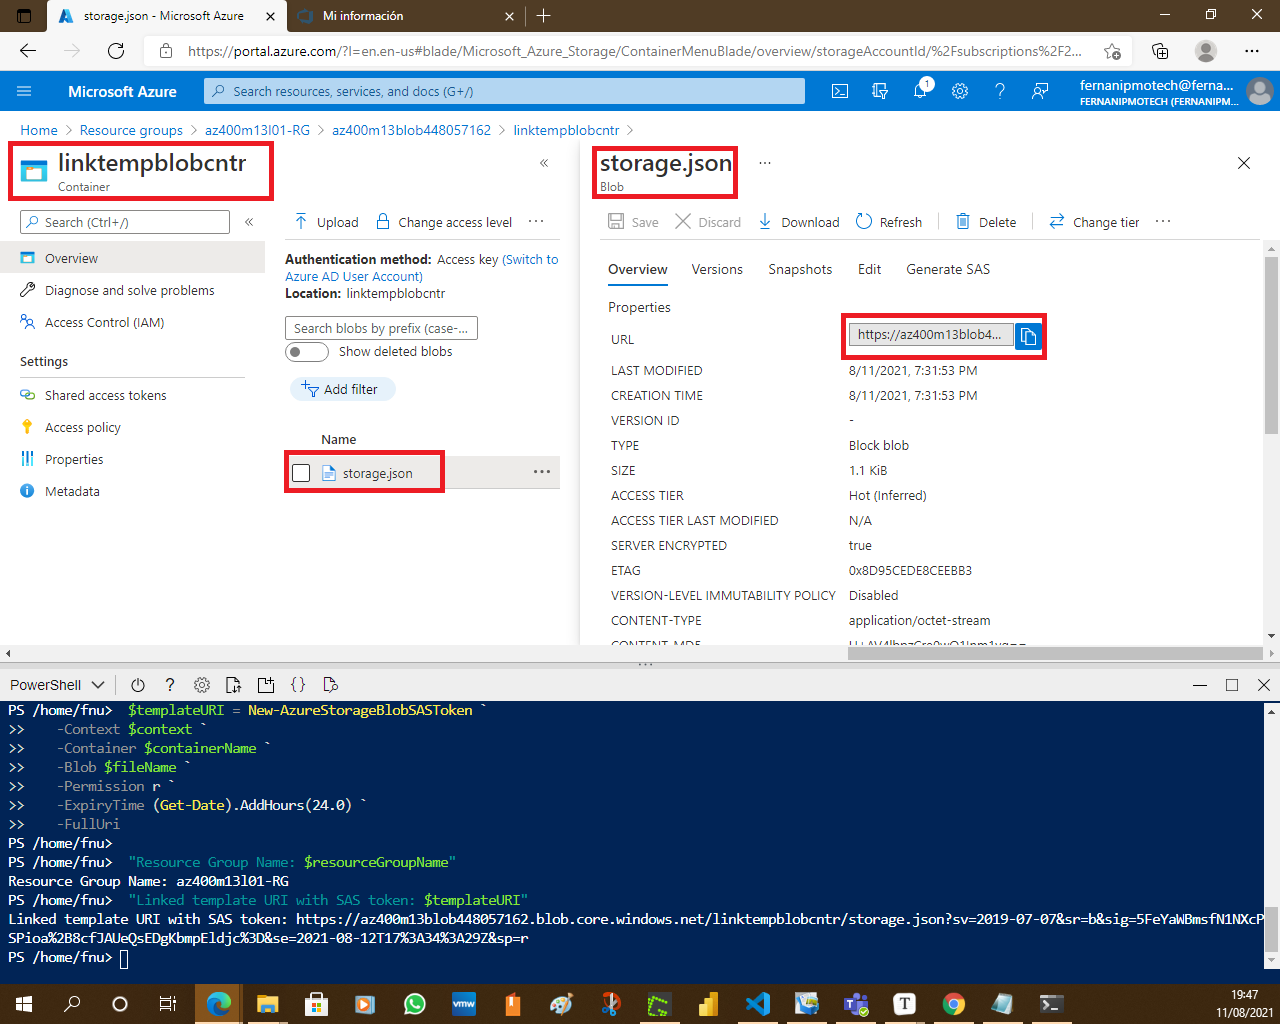 storage.json - Microsoft Azure
Mi información
https://portal.azure.com/?l=en.en-us#blade/Microsoft_Azure_Storage/ContainerMenuBlade/overview/storageAccountId/%2Fsubscriptions%2F2...
Microsoft Azure
Search resources, services, and docs (G+/)
1
fernanipmotech@ferna...
FERNANIPMOTECH (FERNANIPM...
Home > Resource groups > az400m13l01-RG > az400m13blob448057162 > linktempblobcntr >
linktempblobcntr
Container
Search (Ctrl+/)
Overview
Diagnose and solve problems
Access Control (IAM)
Settings
Shared access tokens
Access policy
Properties
Metadata
Upload
Change access level
Authentication method: Access key (Switch to
Azure AD User Account)
Location: linktempblobcntr
Search blobs by prefix (case-...
Show deleted blobs
Add filter
Name
storage.json
storage.json
Blob
Save
Discard
Download
Refresh
Delete
Change tier
Overview
Versions
Snapshots
Edit
Generate SAS
Properties
URL https://az400m13blob4...
LAST MODIFIED 8/11/2021, 7:31:53 PM
CREATION TIME 8/11/2021, 7:31:53 PM
VERSION ID -
TYPE Block blob
SIZE 1.1 KiB
ACCESS TIER Hot (Inferred)
ACCESS TIER LAST MODIFIED N/A
SERVER ENCRYPTED true
ETAG 0x8D95CEDE8CEEBB3
VERSION-LEVEL IMMUTABILITY POLICY Disabled
CONTENT-TYPE application/octet-stream
CONTENT-MD5
PowerShell
PS /home/fnu> $templateURI = New-AzureStorageBlobSASToken `
>> -Context $context `
>> -Container $containerName `
>> -Blob $fileName `
>> -Permission r `
>> -ExpiryTime (Get-Date).AddHours(24.0) `
>> -FullUri
PS /home/fnu>
PS /home/fnu> "Resource Group Name: $resourceGroupName"
Resource Group Name: az400m13l01-RG
PS /home/fnu> "Linked template URI with SAS token: $templateURI"
Linked template URI with SAS token: https://az400m13blob448057162.blob.core.windows.net/linktempblobcntr/storage.json?sv=2019-07-07&sr=b&sig=5FeYaWBmsfN1NXcP
SPioa%2B8cfJAUeQsEDgKbmpEldjc%3D&se=2021-08-12T17%3A34%3A29Z&sp=r
PS /home/fnu>
vmw
19:47
11/08/2021